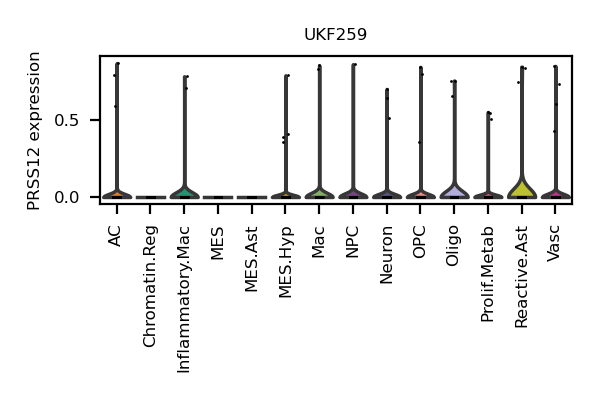 UKF259
PRSS12 expression
0.5
0.0
AC
Chromatin.Reg
Inflammatory.Mac
MES
MES.Ast
MES.Hyp
Mac
NPC
Neuron
OPC
Oligo
Prolif.Metab
Reactive.Ast
Vasc